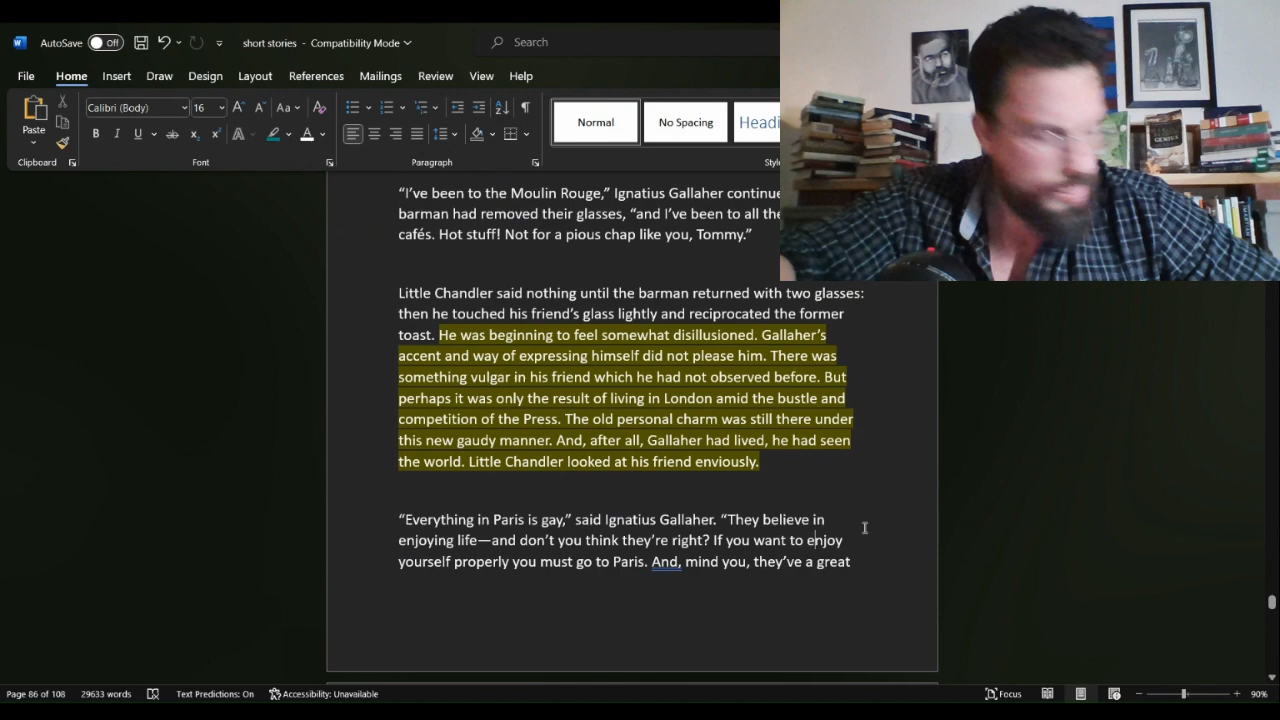 AutoSave Off short stories - Compatibility Mode Search
File Home Insert Draw Design Layout References Mailings Review View Help
Paste Calibri (Body) 16 Aa Normal No Spacing Headi
B I U ab x₂ x² A A
Clipboard Font Paragraph Style
“I’ve been to the Moulin Rouge,” Ignatius Gallaher continue
barman had removed their glasses, “and I’ve been to all the
cafés. Hot stuff! Not for a pious chap like you, Tommy.”
Little Chandler said nothing until the barman returned with two glasses:
then he touched his friend’s glass lightly and reciprocated the former
toast. He was beginning to feel somewhat disillusioned. Gallaher’s
accent and way of expressing himself did not please him. There was
something vulgar in his friend which he had not observed before. But
perhaps it was only the result of living in London amid the bustle and
competition of the Press. The old personal charm was still there under
this new gaudy manner. And, after all, Gallaher had lived, he had seen
the world. Little Chandler looked at his friend enviously.
“Everything in Paris is gay,” said Ignatius Gallaher. “They believe in
enjoying life—and don’t you think they’re right? If you want to enjoy
yourself properly you must go to Paris. And, mind you, they’ve a great
Page 86 of 108 29633 words Text Predictions: On Accessibility: Unavailable Focus 90%
GENIUS